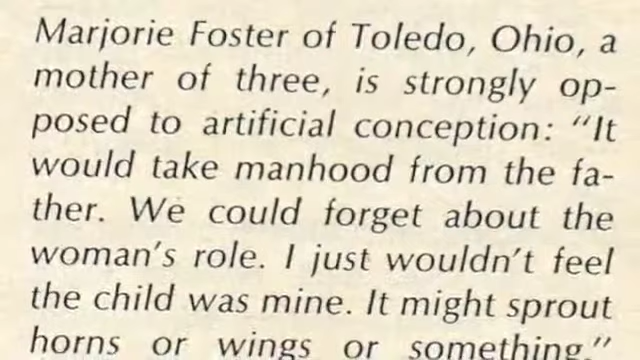 Marjorie Foster of Toledo, Ohio, a
mother of three, is strongly op-
posed to artificial conception: “It
would take manhood from the fa-
ther. We could forget about the
woman’s role. I just wouldn’t feel
the child was mine. It might sprout
horns or wings or something.”